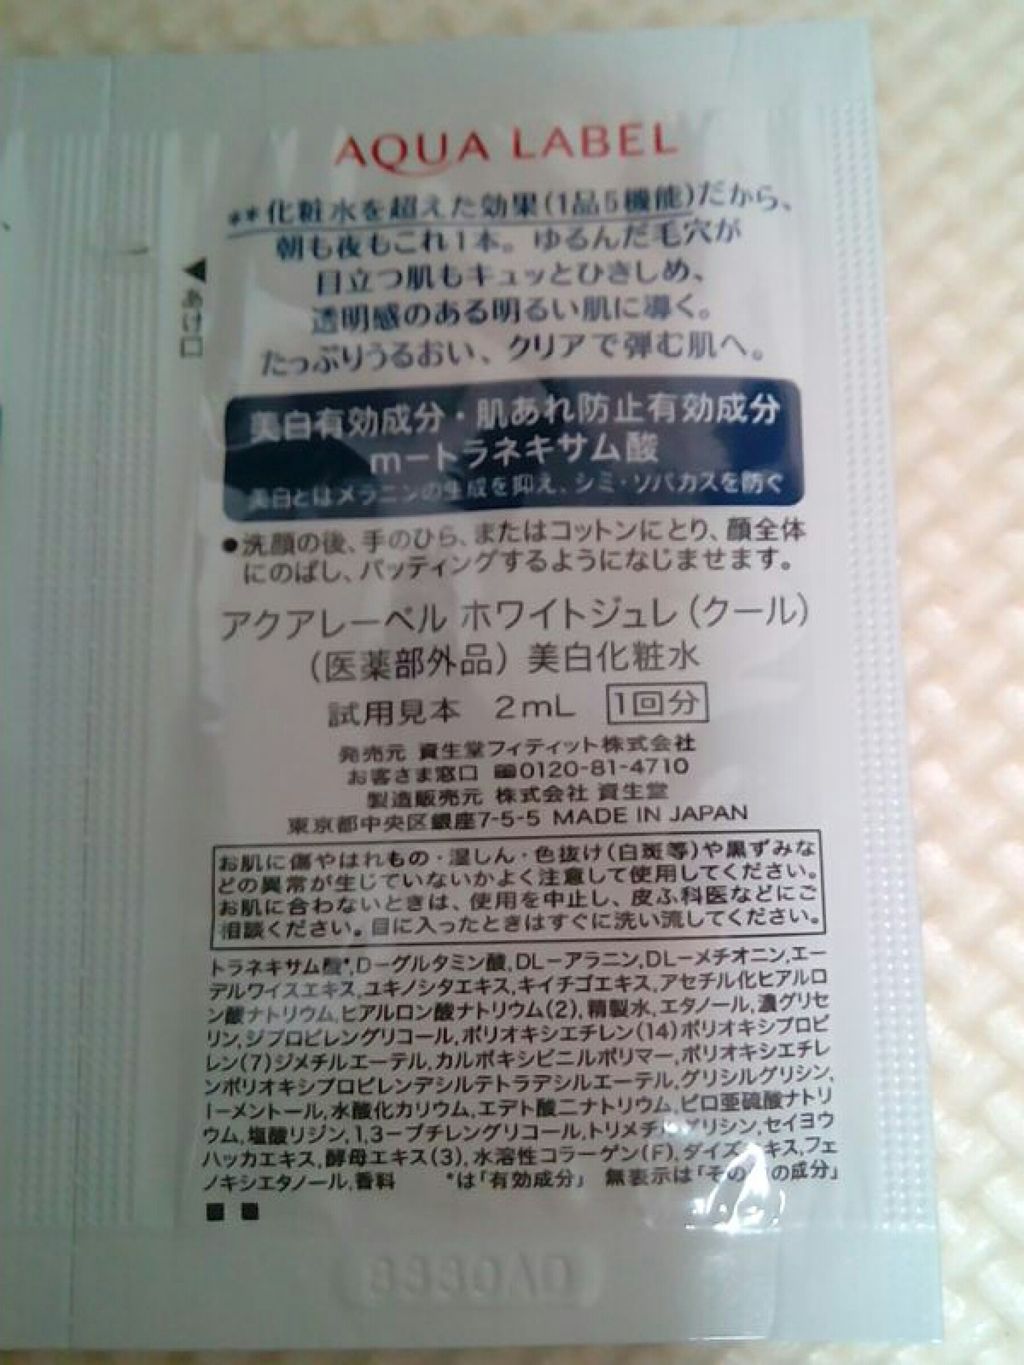 AQUA LABEL
**化粧水を超えた効果(1品5機能)だから、
朝も夜もこれ1本。ゆるんだ毛穴が
目立つ肌もキュッとひきしめ、
透明感のある明るい肌に導く。
たっぷりうるおい、クリアで弾む肌へ。
◀あけ口
美白有効成分・肌あれ防止有効成分
m−トラネキサム酸
美白とはメラニンの生成を抑え、シミ・ソバカスを防ぐ
●洗顔の後、手のひら、またはコットンにとり、顔全体
にのばし、パッティングするようになじませます。
アクアレーベル ホワイトジュレ(クール)
(医薬部外品)美白化粧水
試用見本 2mL 1回分
発売元 資生堂フィティット株式会社
お客さま窓口 0120-81-4710
製造販売元 株式会社 資生堂
東京都中央区銀座7-5-5 MADE IN JAPAN
お肌に傷やはれもの・湿しん・色抜け(白斑等)や黒ずみな
どの異常が生じていないかよく注意して使用してください。
お肌に合わないときは、使用を中止し、皮ふ科医などにご
相談ください。目に入ったときはすぐに洗い流してください。
トラネキサム酸*,D−グルタミン酸,DL−アラニン,DL−メチオニン,エー
デルワイスエキス,ユキノシタエキス,キイチゴエキス,アセチル化ヒアルロ
ン酸ナトリウム,ヒアルロン酸ナトリウム(2),精製水,エタノール,濃グリセ
リン,ジプロピレングリコール,ポリオキシエチレン(14)ポリオキシプロピ
レン(7)ジメチルエーテル,カルボキシビニルポリマー,ポリオキシエチレ
ンポリオキシプロピレンデシルテトラデシルエーテル,グリシルグリシン,
l−メントール,水酸化カリウム,エデト酸二ナトリウム,ピロ亜硫酸ナトリ
ウム,塩酸リジン,1,3−ブチレングリコール,トリメチ グリシン,セイヨウ
ハッカエキス,酵母エキス(3),水溶性コラーゲン(F),ダイズ キス,フェ
ノキシエタノール,香料 *は「有効成分」 無表示は「その の成分」